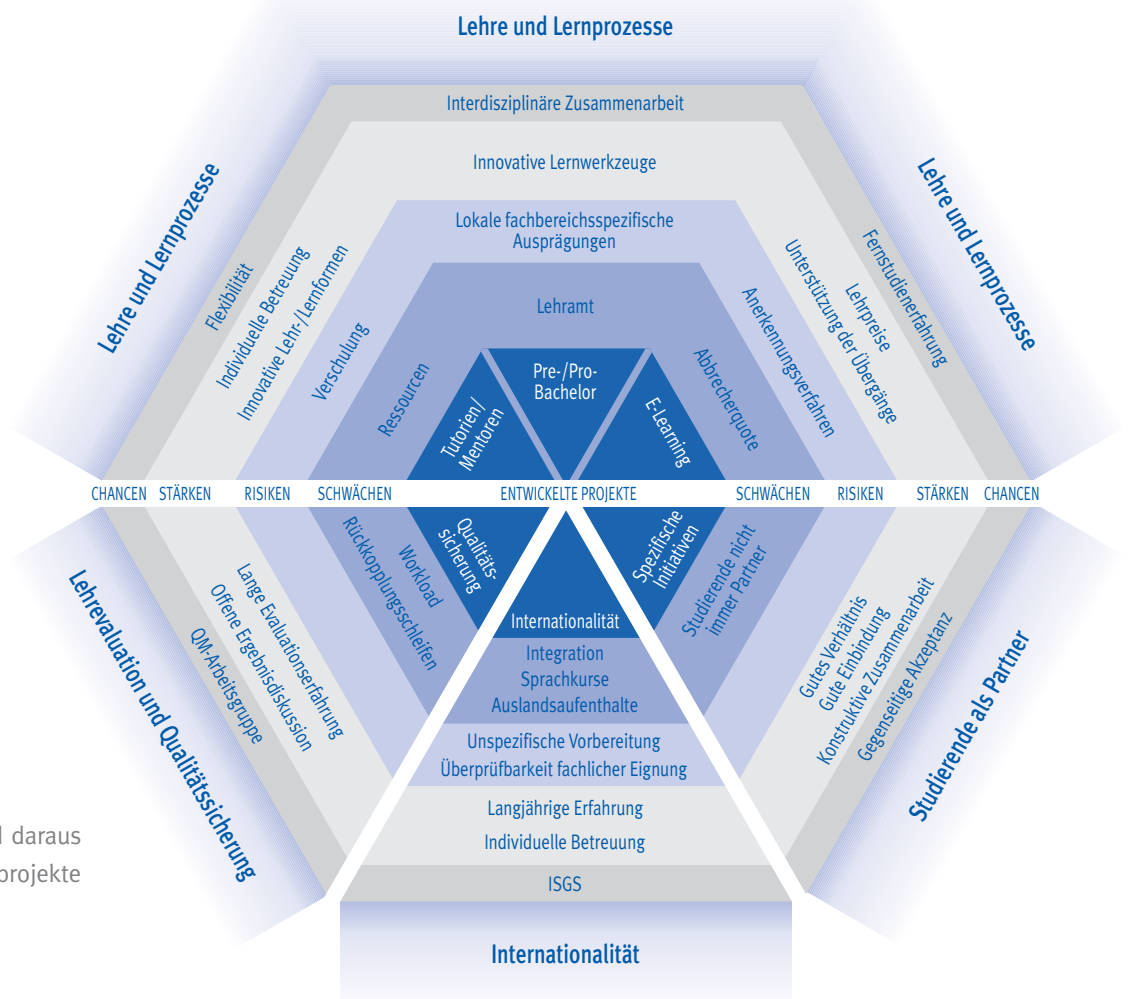 Lehre und Lernprozesse
Interdisziplinäre Zusammenarbeit
Innovative Lernwerkzeuge
Lokale fachbereichsspezifische
Ausprägungen
Lehramt
Pre-/Pro-
Bachelor
Lehre und Lernprozesse
Flexibilität
Individuelle Betreuung
Innovative Lehr-/Lernformen
Verschulung
Ressourcen
Tutorien/
Mentoren
Lehre und Lernprozesse
Fernstudienerfahrung
Lehrpreise
Unterstützung der Übergänge
Anerkennungsverfahren
Abbrecherquote
E-Learning
CHANCEN STÄRKEN RISIKEN SCHWÄCHEN ENTWICKELTE PROJEKTE SCHWÄCHEN RISIKEN STÄRKEN CHANCEN
Qualitäts-
sicherung
Workload
Rückkopplungsschleifen
Lange Evaluationserfahrung
Offene Ergebnisdiskussion
QM-Arbeitsgruppe
Lehrevaluation und Qualitätssicherung
Spezifische
Initiativen
Studierende nicht
immer Partner
Gutes Verhältnis
Gute Einbindung
Konstruktive Zusammenarbeit
Gegenseitige Akzeptanz
Studierende als Partner
Internationalität
Integration
Sprachkurse
Auslandsaufenthalte
Unspezifische Vorbereitung
Überprüfbarkeit fachlicher Eignung
Langjährige Erfahrung
Individuelle Betreuung
ISGS
Internationalität
daraus
projekte